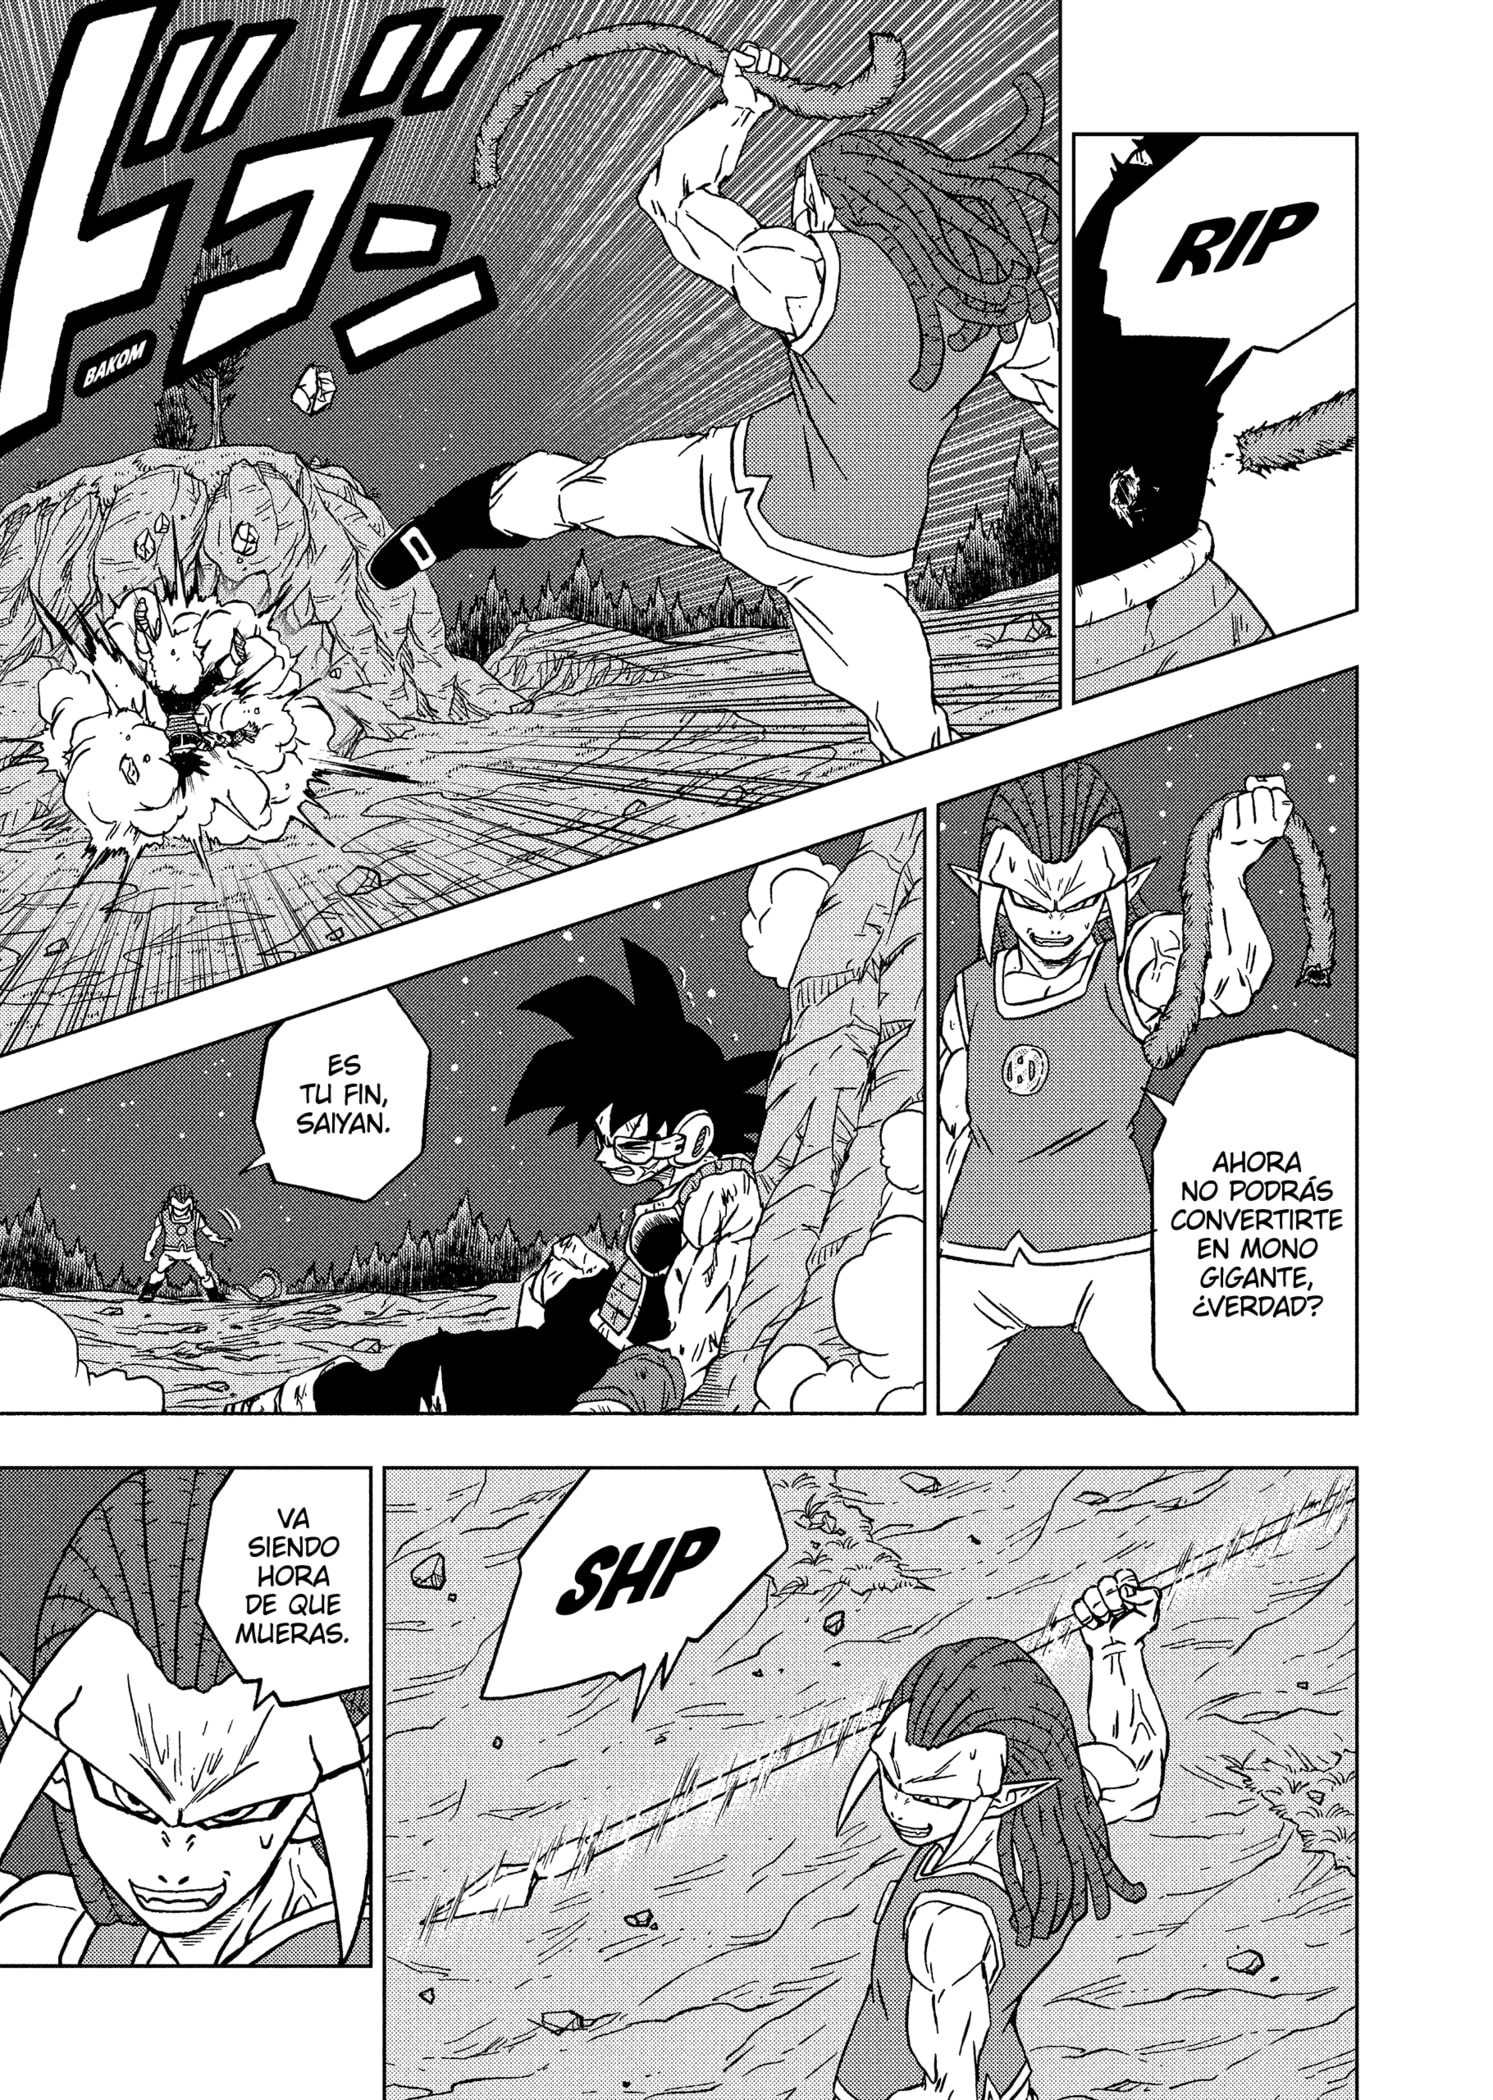 RIP
ドゴン
BAKOM
AHORA
NO PODRÁS
CONVERTIRTE
EN MONO
GIGANTE,
¿VERDAD?
ES
TU FIN,
SAIYAN.
SHP
VA
SIENDO
HORA
DE QUE
MUERAS.